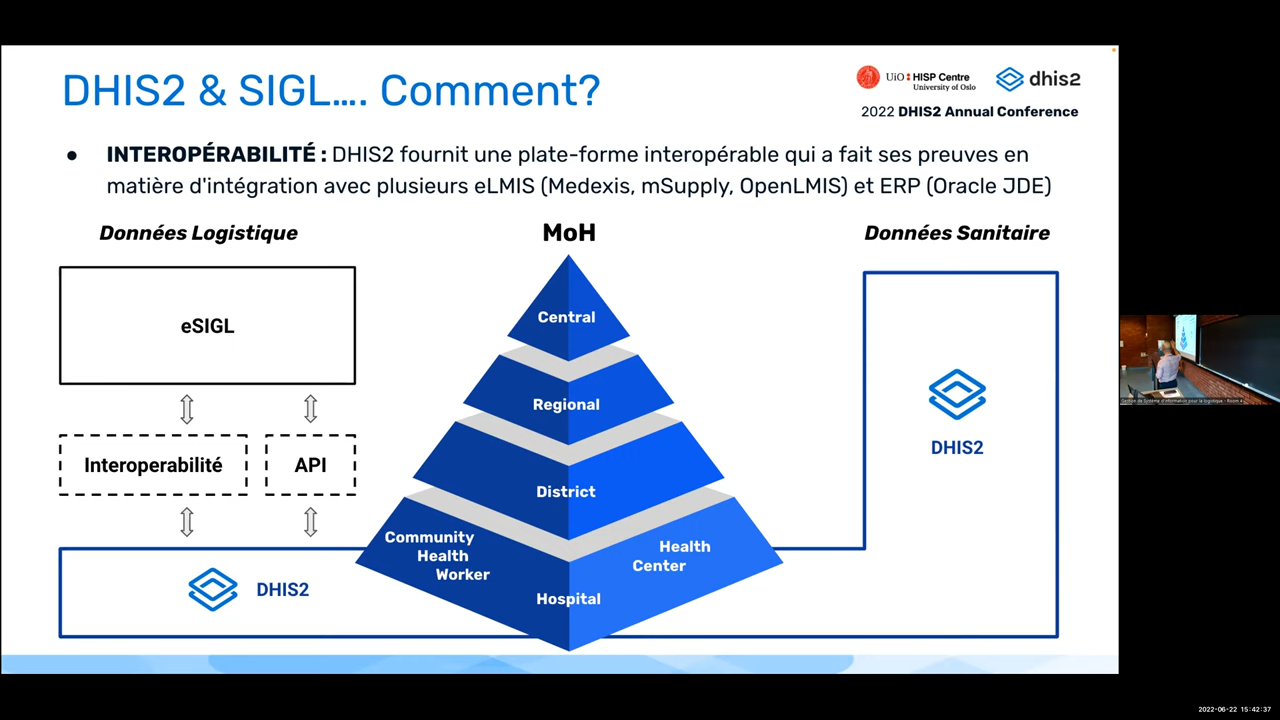 DHIS2 & SIGL…. Comment?
UiO HISP Centre
University of Oslo
dhis2
2022 DHIS2 Annual Conference
● INTEROPÉRABILITÉ : DHIS2 fournit une plate-forme interopérable qui a fait ses preuves en
matière d'intégration avec plusieurs eLMIS (Medexis, mSupply, OpenLMIS) et ERP (Oracle JDE)
Données Logistique
MoH
Données Sanitaire
eSIGL
Interoperabilité
API
DHIS2
Central
Regional
District
Community
Health
Worker
Health
Center
Hospital
DHIS2
2022-06-22 15:42:37